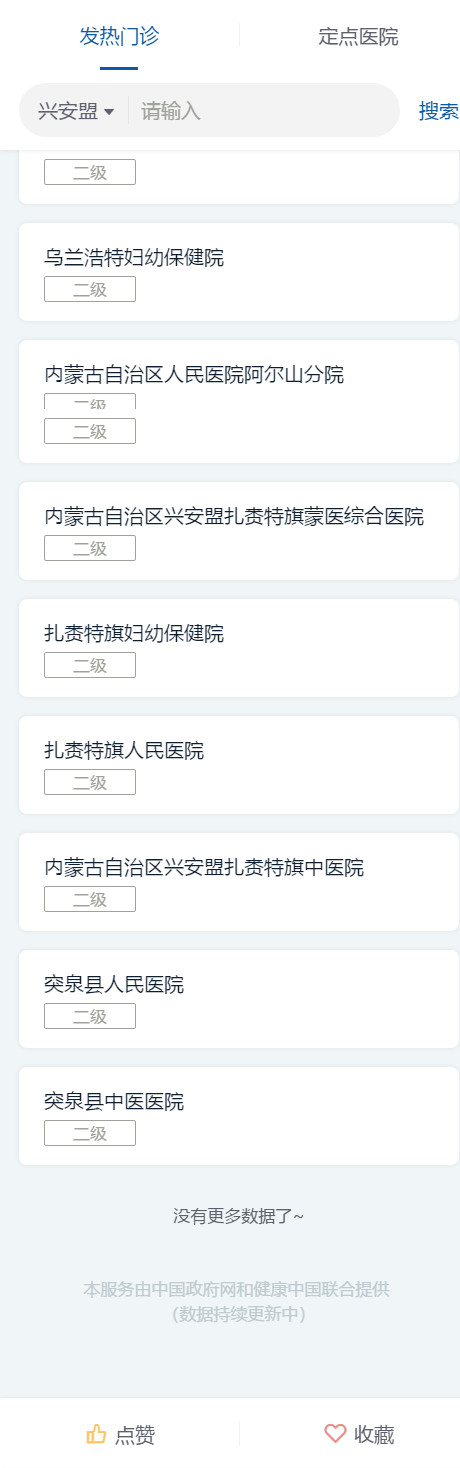 发热门诊
定点医院
兴安盟
请输入
搜索
二级
乌兰浩特妇幼保健院
二级
内蒙古自治区人民医院阿尔山分院
二级
二级
内蒙古自治区兴安盟扎赉特旗蒙医综合医院
二级
扎赉特旗妇幼保健院
二级
扎赉特旗人民医院
二级
内蒙古自治区兴安盟扎赉特旗中医院
二级
突泉县人民医院
二级
突泉县中医医院
二级
没有更多数据了~
本服务由中国政府网和健康中国联合提供
（数据持续更新中）
点赞
收藏